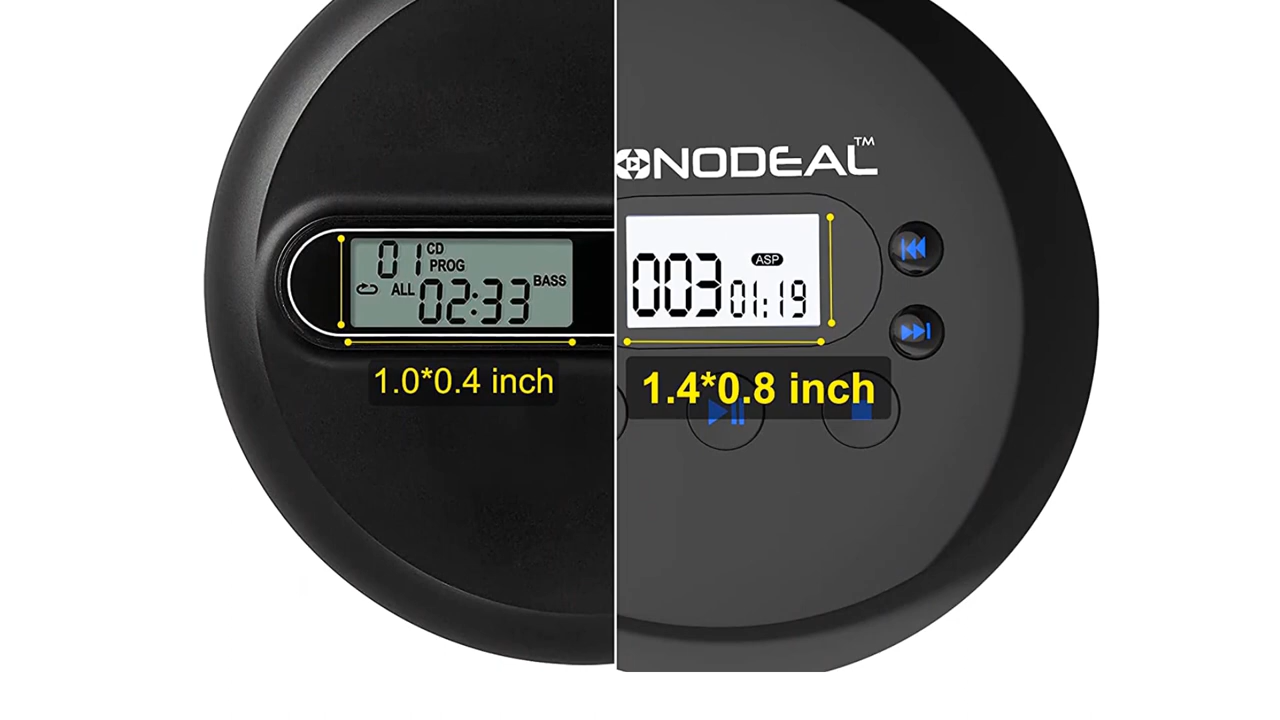 01 CD
PROG
ALL 02:33 BASS
1.0*0.4 inch
ONODEAL™
ASP
003 01:19
1.4*0.8 inch